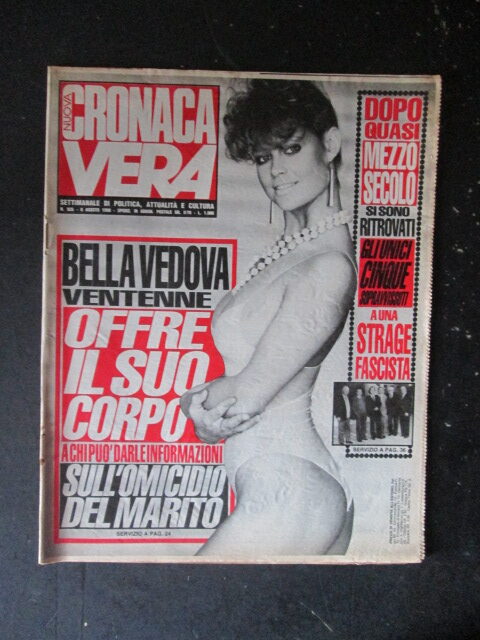 NUOVA
CRONACA
VERA
SETTIMANALE DI POLITICA, ATTUALITÀ E CULTURA
AGOSTO
BELLA VEDOVA
VENTENNE
OFFRE
IL SUO
CORPO
A CHI PUO' DARLE INFORMAZIONI
SULL'OMICIDIO
DEL MARITO
SERVIZIO A PAG. 24
DOPO
QUASI
MEZZO
SECOLO
SI SONO
RITROVATI
GLI UNICI
CINQUE
SOPRAVVISSUTI
A UNA
STRAGE
FASCISTA
SERVIZIO A PAG. 36